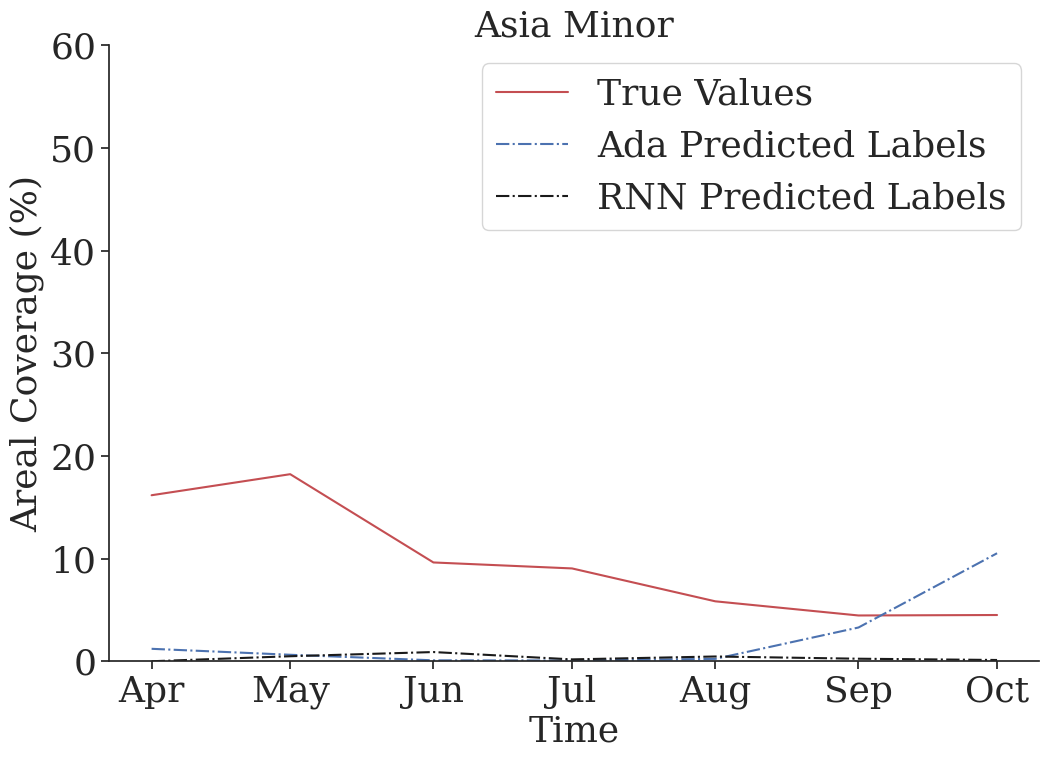 Asia Minor
60
50
40
30
20
10
0
Areal Coverage (%)
True Values
Ada Predicted Labels
RNN Predicted Labels
Apr May Jun Jul Aug Sep Oct
Time